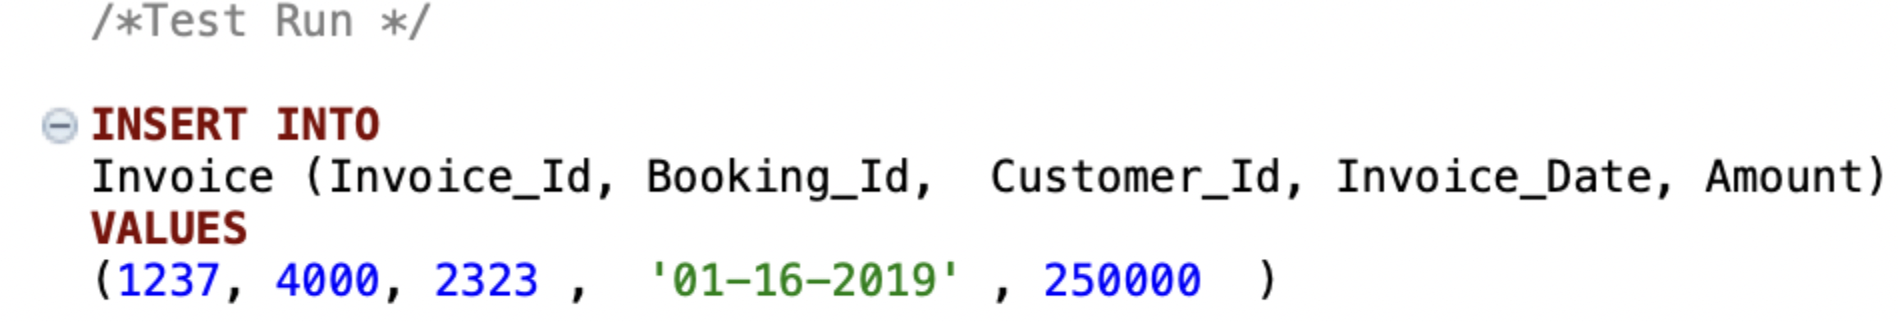 /*Test Run */
INSERT INTO
Invoice (Invoice_Id, Booking_Id,  Customer_Id, Invoice_Date, Amount)
VALUES
(1237, 4000, 2323 ,  '01-16-2019' , 250000  )